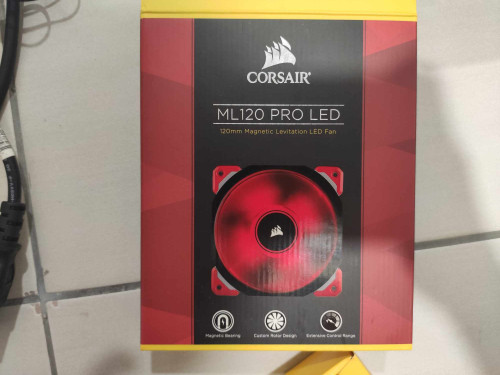 CORSAIR
ML120 PRO LED
120mm Magnetic Levitation LED Fan
Magnetic Bearing
Custom Rotor Design
Extensive Control Range